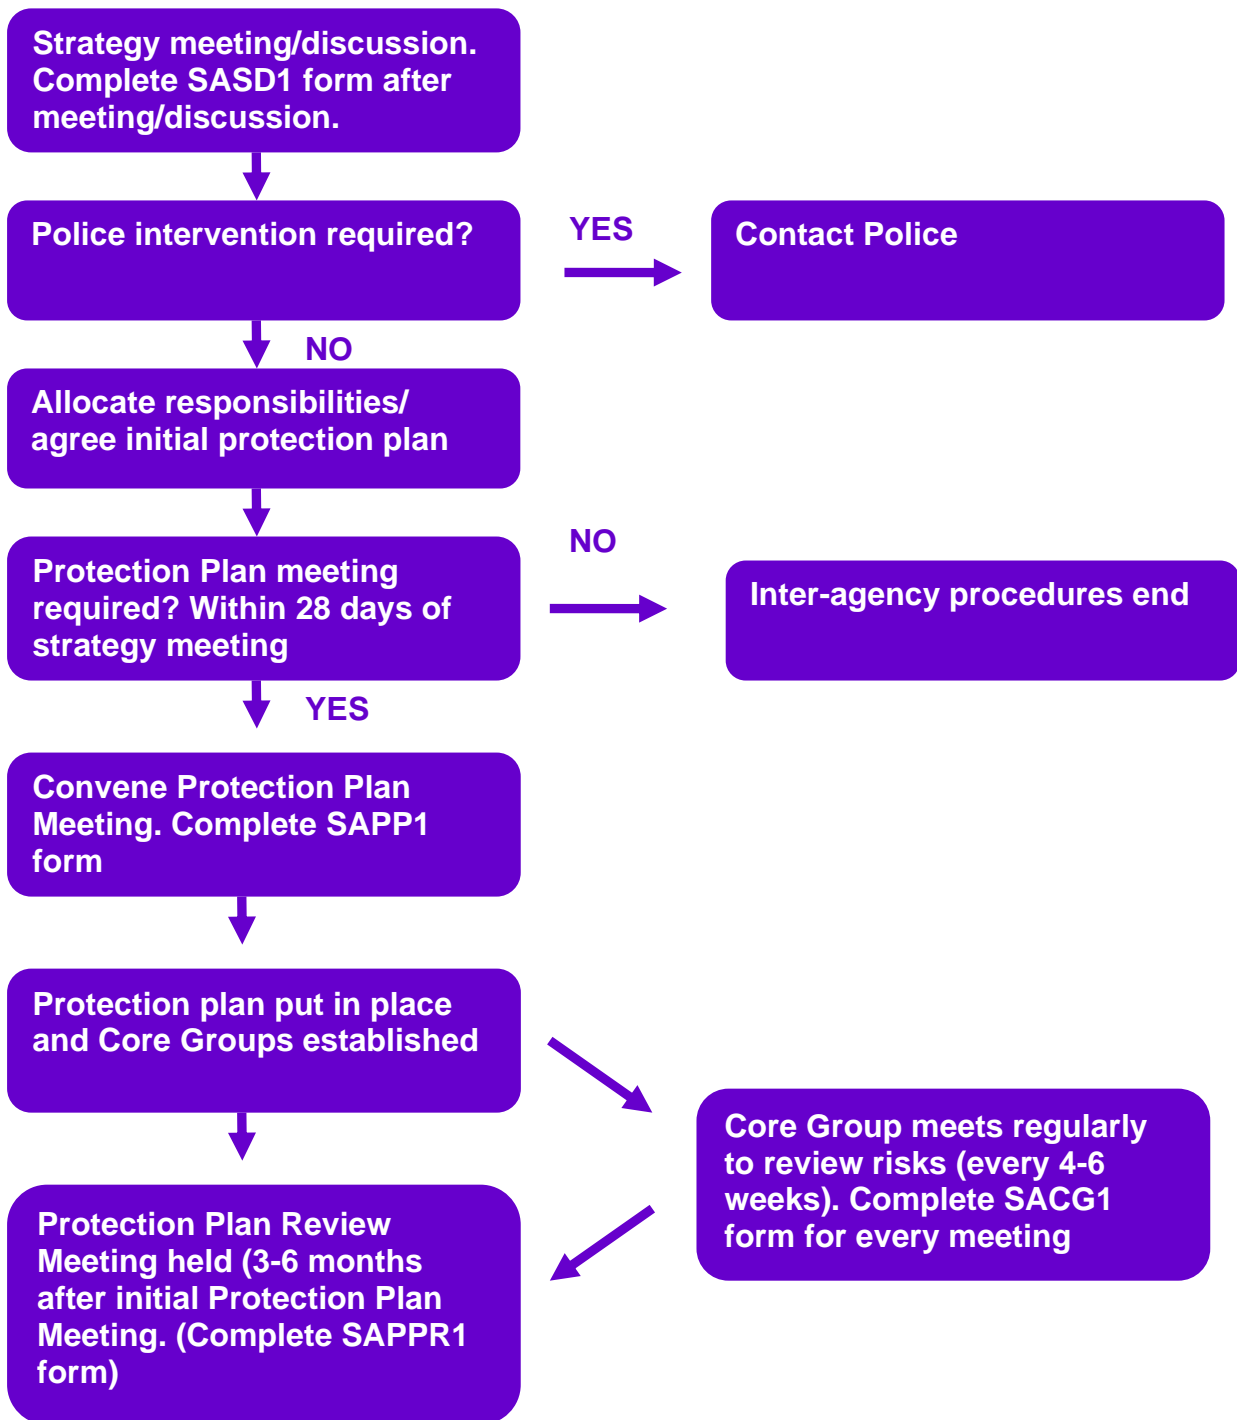 Strategy meeting/discussion.
Complete SASD1 form after
meeting/discussion.
Police intervention required?
YES
Contact Police
NO
Allocate responsibilities/
agree initial protection plan
Protection Plan meeting
required? Within 28 days of
strategy meeting
NO
Inter-agency procedures end
YES
Convene Protection Plan
Meeting. Complete SAPP1
form
Protection plan put in place
and Core Groups established
Core Group meets regularly
to review risks (every 4-6
weeks). Complete SACG1
form for every meeting
Protection Plan Review
Meeting held (3-6 months
after initial Protection Plan
Meeting. (Complete SAPPR1
form)